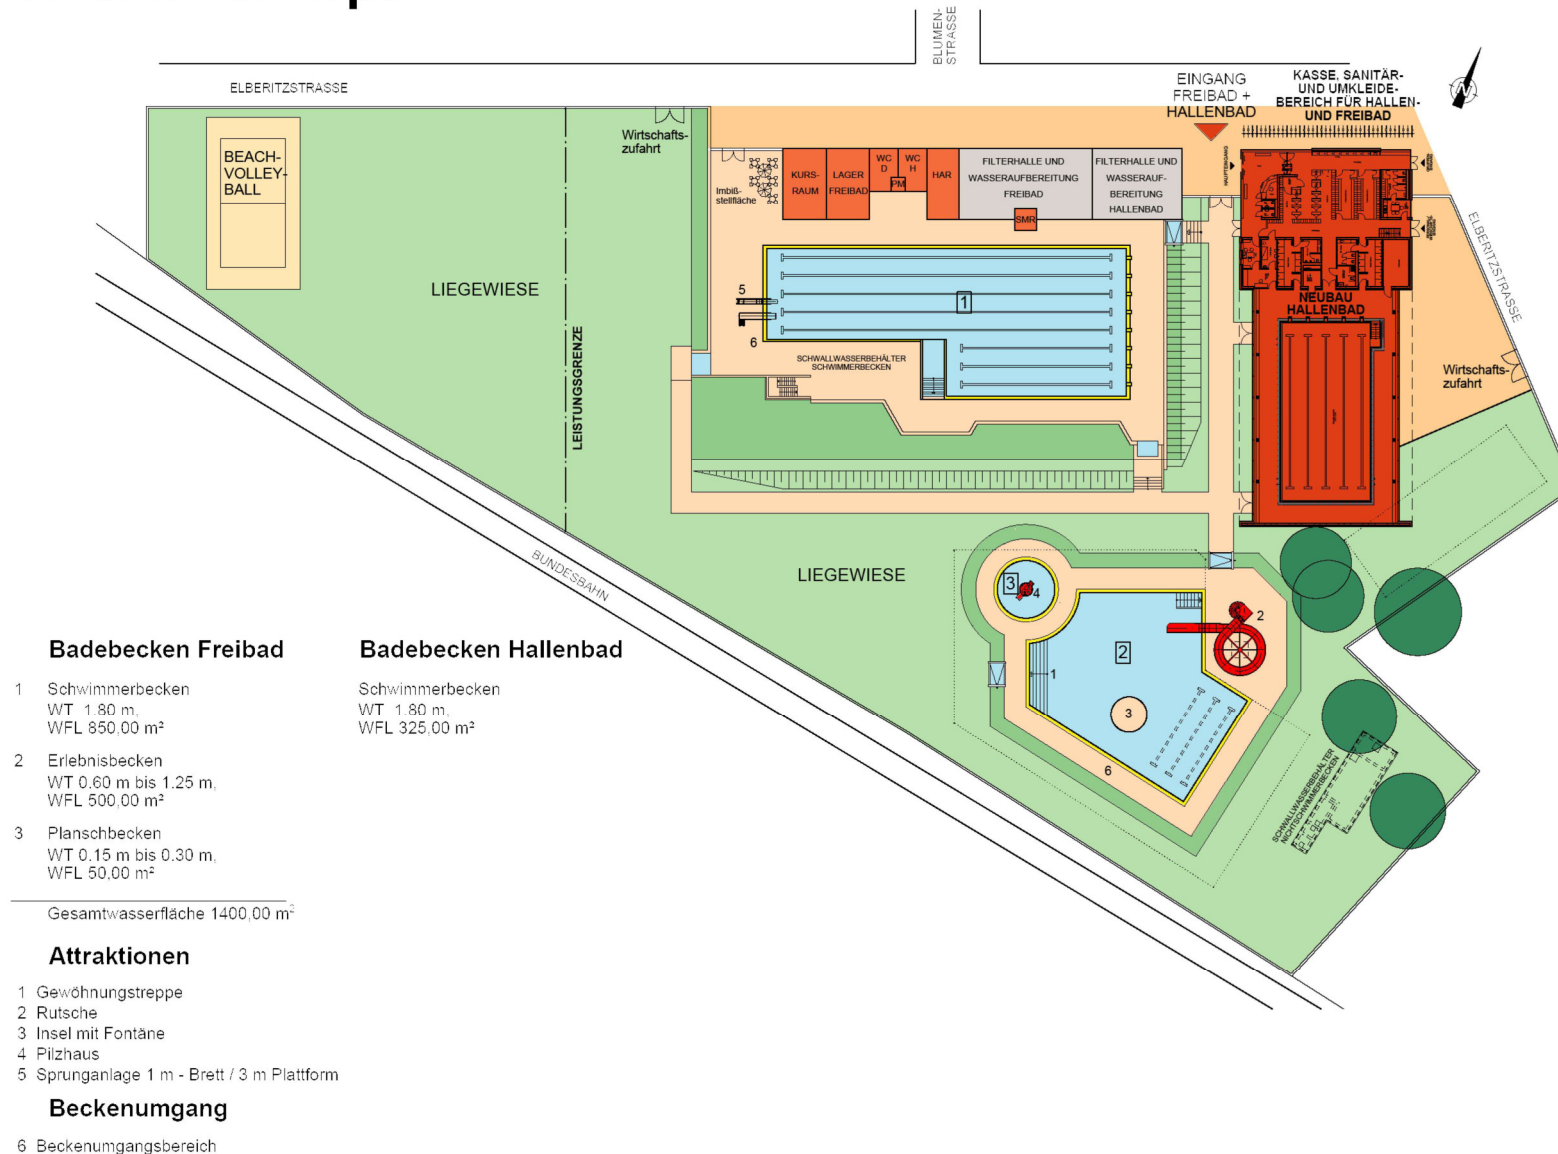 BLUMEN-
STRASSE
ELBERITZSTRASSE
EINGANG
FREIBAD +
HALLENBAD
KASSE, SANITÄR-
UND UMKLEIDE-
BEREICH FÜR HALLEN-
UND FREIBAD
N
Wirtschafts-
zufahrt
BEACH-
VOLLEY-
BALL
Imbiß-
stellfläche
KURS-
RAUM
LAGER
FREIBAD
WC
D
WC
H
PM
HAR
FILTERHALLE UND
WASSERAUFBEREITUNG
FREIBAD
SMR
FILTERHALLE UND
WASSERAUF-
BEREITUNG
HALLENBAD
HAUPTEINGANG
ELBERITZSTRASSE
LIEGEWIESE
LEISTUNGSGRENZE
5
6
1
SCHWALLWASSERBEHÄLTER
SCHWIMMERBECKEN
NEUBAU
HALLENBAD
Wirtschafts-
zufahrt
BUNDESBAHN
LIEGEWIESE
3
4
2
2
1
3
6
SCHWALLWASSERBEHÄLTER
NICHTSCHWIMMERBECKEN
Badebecken Freibad
1 Schwimmerbecken
WT 1.80 m,
WFL 850,00 m²
2 Erlebnisbecken
WT 0.60 m bis 1.25 m,
WFL 500,00 m²
3 Planschbecken
WT 0.15 m bis 0.30 m,
WFL 50,00 m²
Gesamtwasserfläche 1400,00 m²
Badebecken Hallenbad
Schwimmerbecken
WT 1.80 m,
WFL 325,00 m²
Attraktionen
1 Gewöhnungstreppe
2 Rutsche
3 Insel mit Fontäne
4 Pilzhaus
5 Sprunganlage 1 m - Brett / 3 m Plattform
Beckenumgang
6 Beckenumgangsbereich